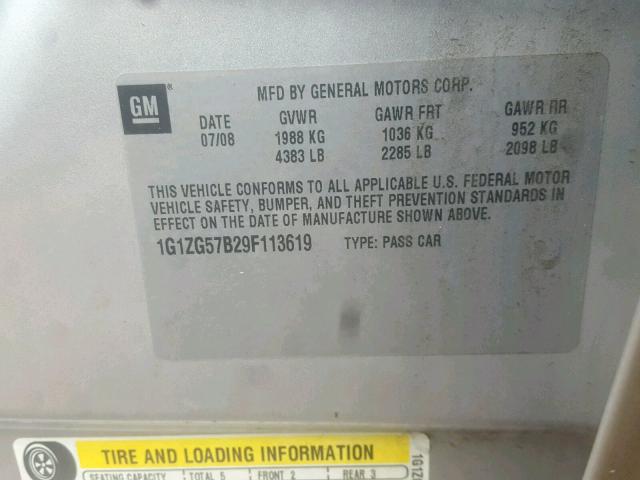 GM ®
MFD BY GENERAL MOTORS CORP.
DATE GVWR GAWR FRT GAWR RR
07/08 1988 KG 1036 KG 952 KG
4383 LB 2285 LB 2098 LB
THIS VEHICLE CONFORMS TO ALL APPLICABLE U.S. FEDERAL MOTOR
VEHICLE SAFETY, BUMPER, AND THEFT PREVENTION STANDARDS IN
EFFECT ON THE DATE OF MANUFACTURE SHOWN ABOVE.
1G1ZG57B29F113619 TYPE: PASS CAR
TIRE AND LOADING INFORMATION
SEATING CAPACITY TOTAL 5 FRONT 2 REAR 3
1G1Z